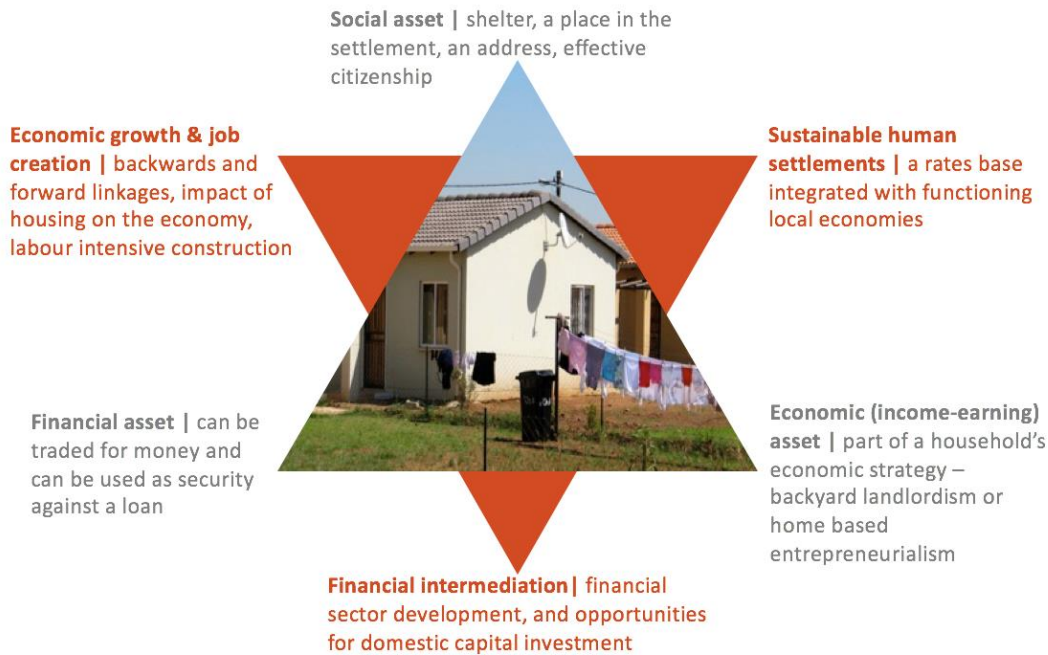 Social asset | shelter, a place in the
settlement, an address, effective
citizenship
Economic growth & job
creation | backwards and
forward linkages, impact of
housing on the economy,
labour intensive construction
Sustainable human
settlements | a rates base
integrated with functioning
local economies
Financial asset | can be
traded for money and
can be used as security
against a loan
Economic (income-earning)
asset | part of a household's
economic strategy –
backyard landlordism or
home based
entrepreneurialism
Financial intermediation| financial
sector development, and opportunities
for domestic capital investment